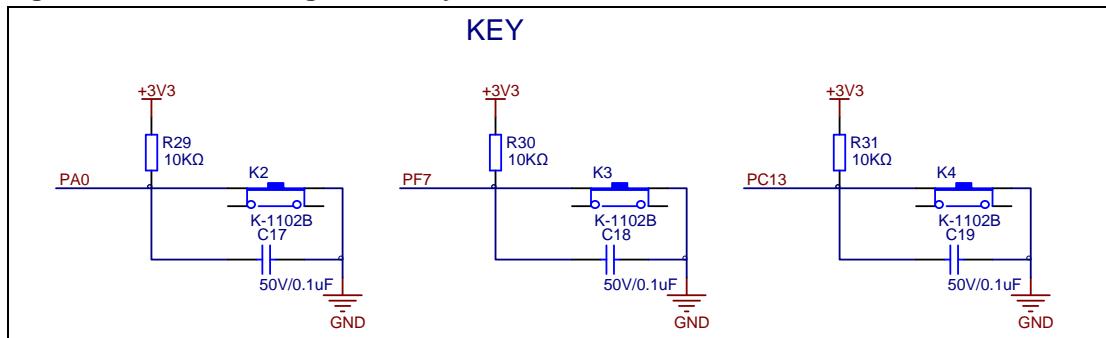 KEY
+3V3
+3V3
+3V3
R29
10KΩ
R30
10KΩ
R31
10KΩ
K2
K3
K4
PA0
PF7
PC13
K-1102B
C17
K-1102B
C18
K-1102B
C19
50V/0.1uF
50V/0.1uF
50V/0.1uF
GND
GND
GND